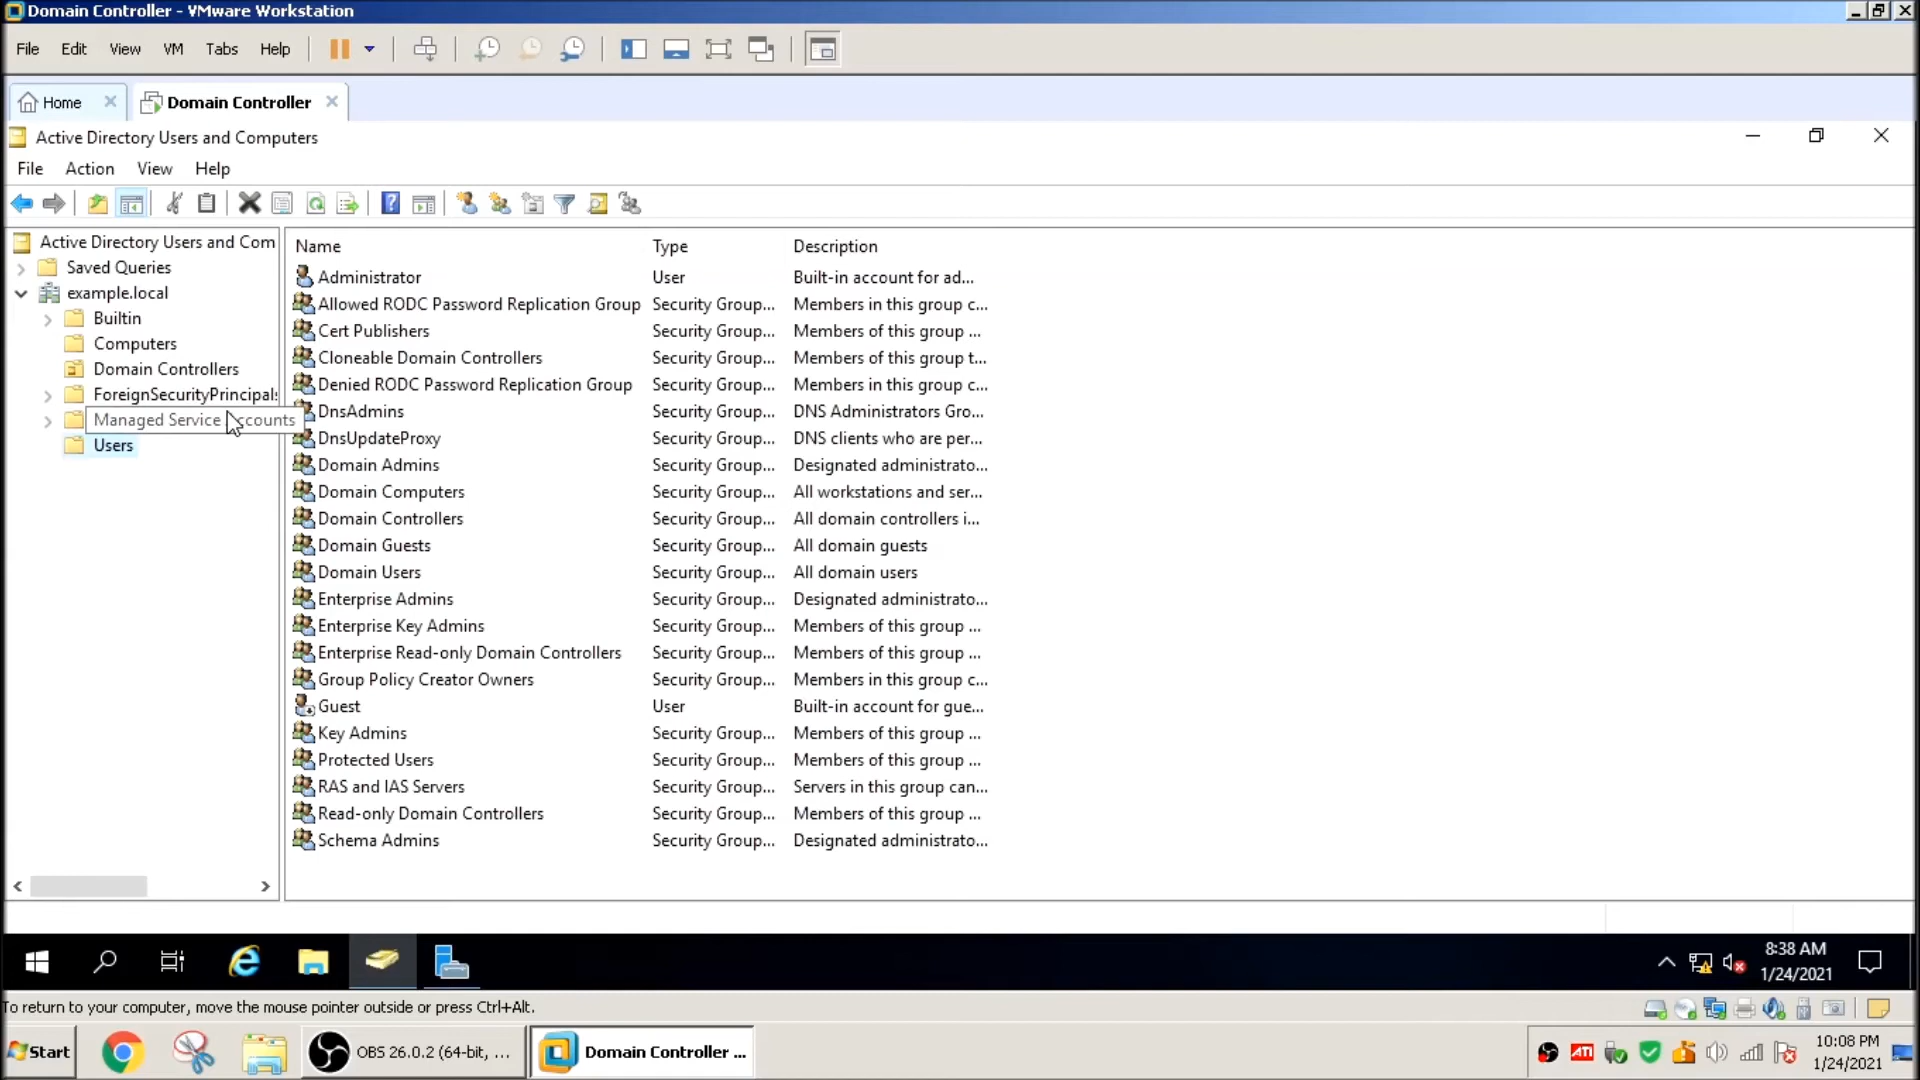 Domain Controller - VMware Workstation
File Edit View VM Tabs Help
Home Domain Controller
Active Directory Users and Computers
File Action View Help
Active Directory Users and Com
Saved Queries
example.local
Builtin
Computers
Domain Controllers
ForeignSecurityPrincipals
Managed Service Accounts
Users
Name Type Description
Administrator User Built-in account for ad...
Allowed RODC Password Replication Group Security Group... Members in this group c...
Cert Publishers Security Group... Members of this group ...
Cloneable Domain Controllers Security Group... Members of this group t...
Denied RODC Password Replication Group Security Group... Members in this group c...
DnsAdmins Security Group... DNS Administrators Gro...
DnsUpdateProxy Security Group... DNS clients who are per...
Domain Admins Security Group... Designated administrato...
Domain Computers Security Group... All workstations and ser...
Domain Controllers Security Group... All domain controllers i...
Domain Guests Security Group... All domain guests
Domain Users Security Group... All domain users
Enterprise Admins Security Group... Designated administrato...
Enterprise Key Admins Security Group... Members of this group ...
Enterprise Read-only Domain Controllers Security Group... Members of this group ...
Group Policy Creator Owners Security Group... Members in this group c...
Guest User Built-in account for gue...
Key Admins Security Group... Members of this group ...
Protected Users Security Group... Members of this group ...
RAS and IAS Servers Security Group... Servers in this group can...
Read-only Domain Controllers Security Group... Members of this group ...
Schema Admins Security Group... Designated administrato...
8:38 AM
1/24/2021
To return to your computer, move the mouse pointer outside or press Ctrl+Alt.
Start OBS 26.0.2 (64-bit, ... Domain Controller ... ATI 10:08 PM
1/24/2021